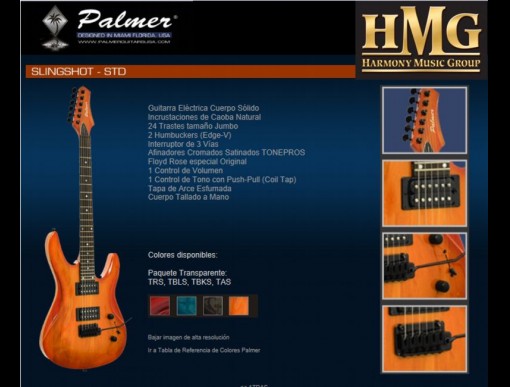 Palmer®
DESIGNED IN MIAMI FLORIDA, USA
WWW.PALMERGUITARSUSA.COM
HMG
HARMONY MUSIC GROUP
SLINGSHOT - STD
Guitarra Eléctrica Cuerpo Sólido
Incrustaciones de Caoba Natural
24 Trastes tamaño Jumbo
2 Humbuckers (Edge-V)
Interruptor de 3 Vías
Afinadores Cromados Satinados TONEPROS
Floyd Rose especial Original
1 Control de Volumen
1 Control de Tono con Push-Pull (Coil Tap)
Tapa de Arce Esfumada
Cuerpo Tallado a Mano
Colores disponibles:
Paquete Transparente:
TRS, TBLS, TBKS, TAS
Bajar imagen de alta resolución
Ir a Tabla de Referencia de Colores Palmer